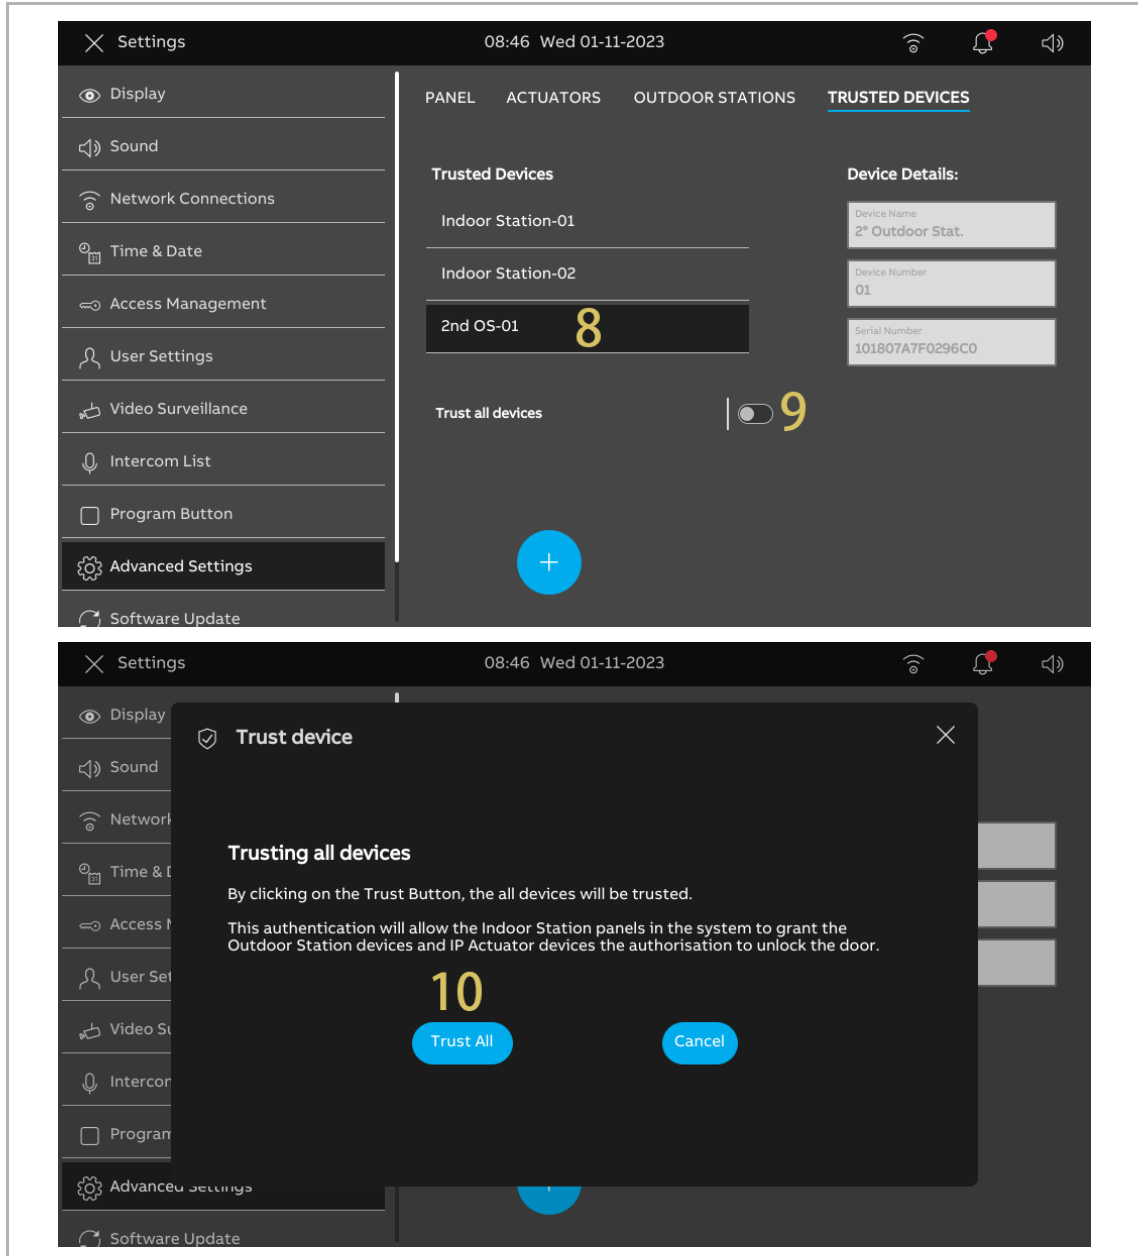 Settings
08:46 Wed 01-11-2023
Display
Sound
Network Connections
Time & Date
Access Management
User Settings
Video Surveillance
Intercom List
Program Button
Advanced Settings
Software Update
PANEL ACTUATORS OUTDOOR STATIONS TRUSTED DEVICES
Trusted Devices
Indoor Station-01
Indoor Station-02
2nd OS-01 8
Trust all devices 9
+
Device Details:
Device Name
2° Outdoor Stat.
Device Number
01
Serial Number
101807A7F0296C0
Settings
08:46 Wed 01-11-2023
Display
Sound
Network
Time & D
Access M
User Set
Video Su
Intercom
Program
Advanced Settings
Software Update
Trust device
Trusting all devices
By clicking on the Trust Button, the all devices will be trusted.
This authentication will allow the Indoor Station panels in the system to grant the
Outdoor Station devices and IP Actuator devices the authorisation to unlock the door.
10
Trust All
Cancel